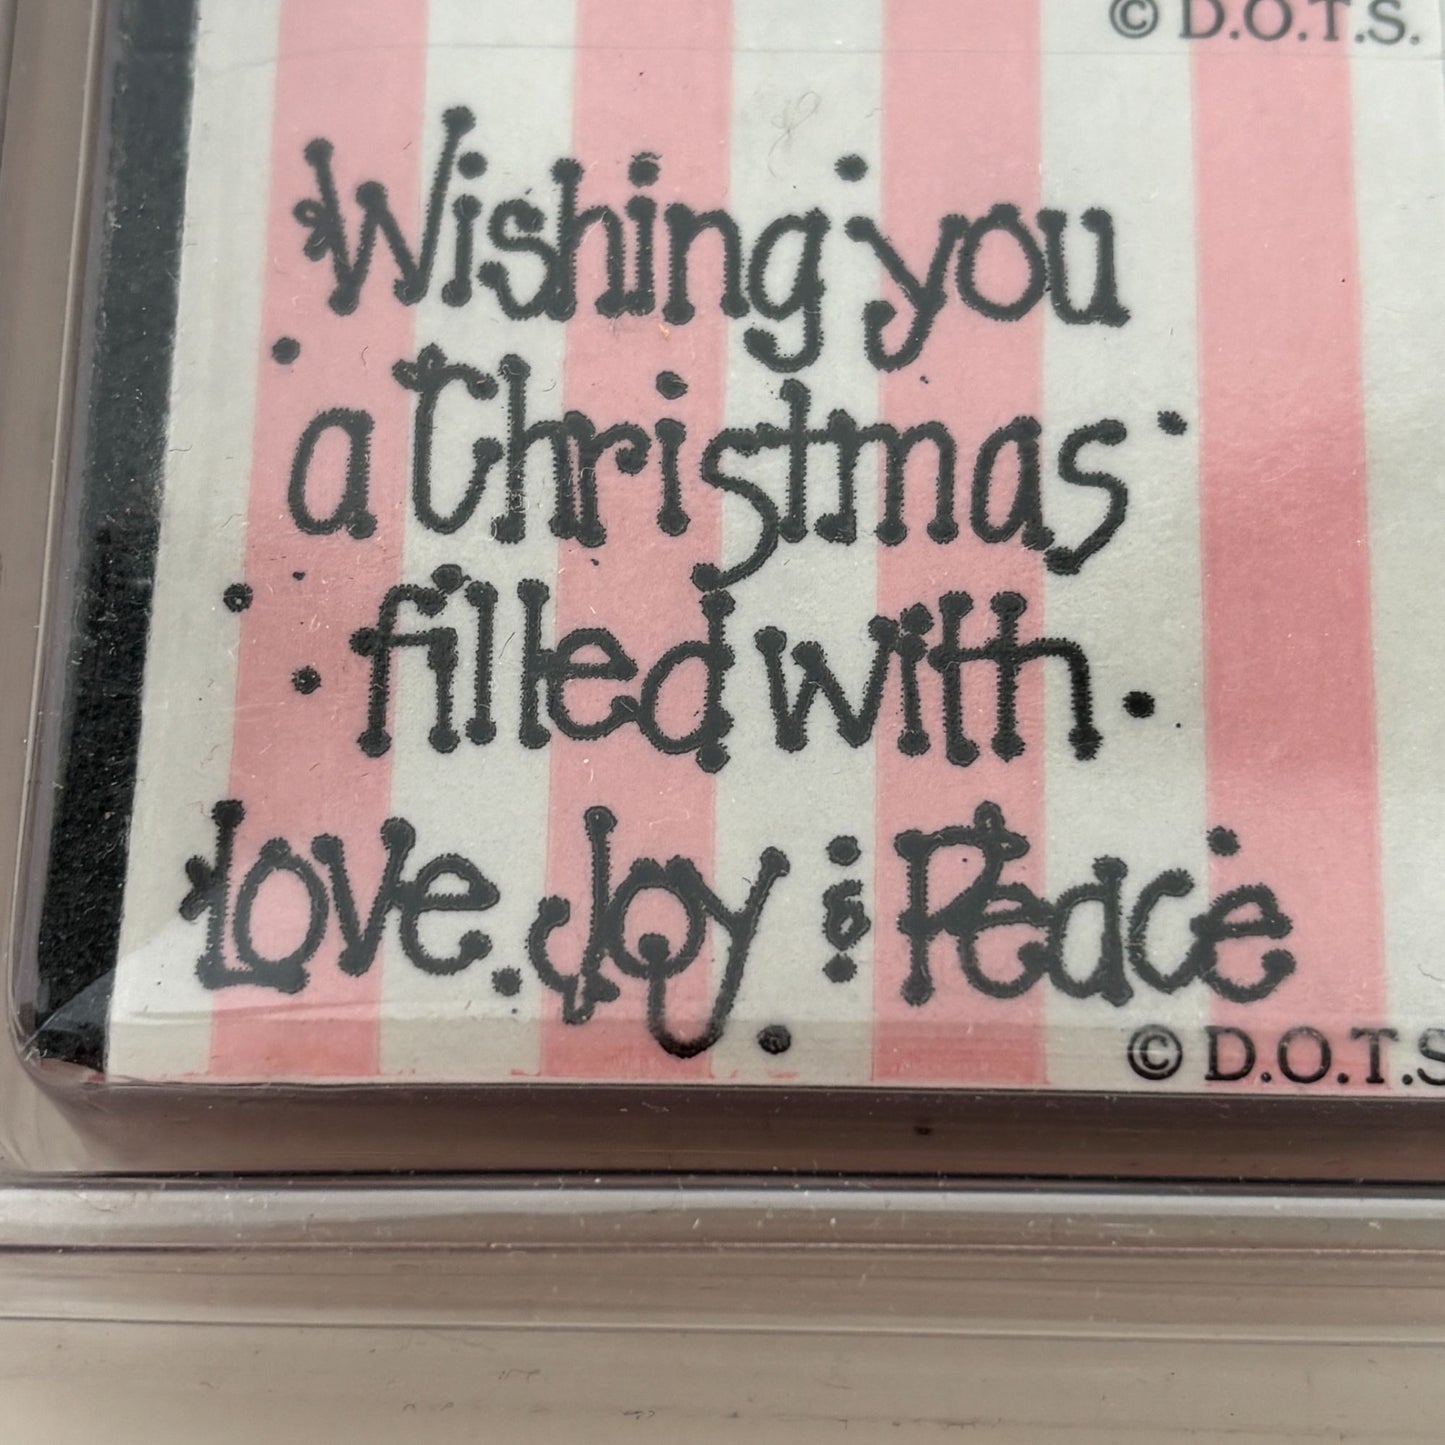 © D.O.T.S.
Wishing you
a Christmas
filled with
Love, Joy & Peace
© D.O.T.S